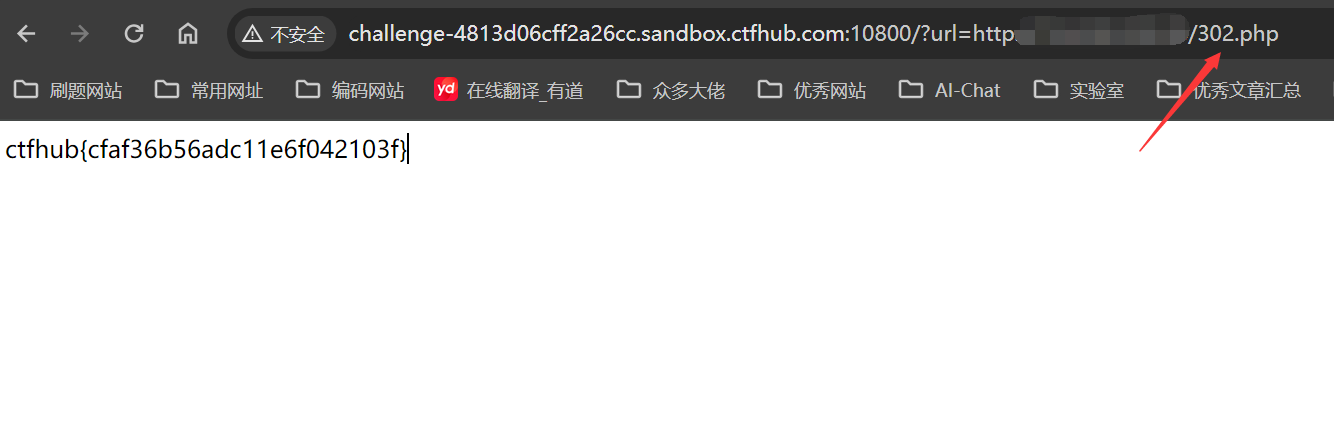 不安全 challenge-4813d06cff2a26cc.sandbox.ctfhub.com:10800/?url=http /302.php
刷题网站 常用网址 编码网站 yd 在线翻译_有道 众多大佬 优秀网站 AI-Chat 实验室 优秀文章汇总
ctfhub{cfaf36b56adc11e6f042103f}